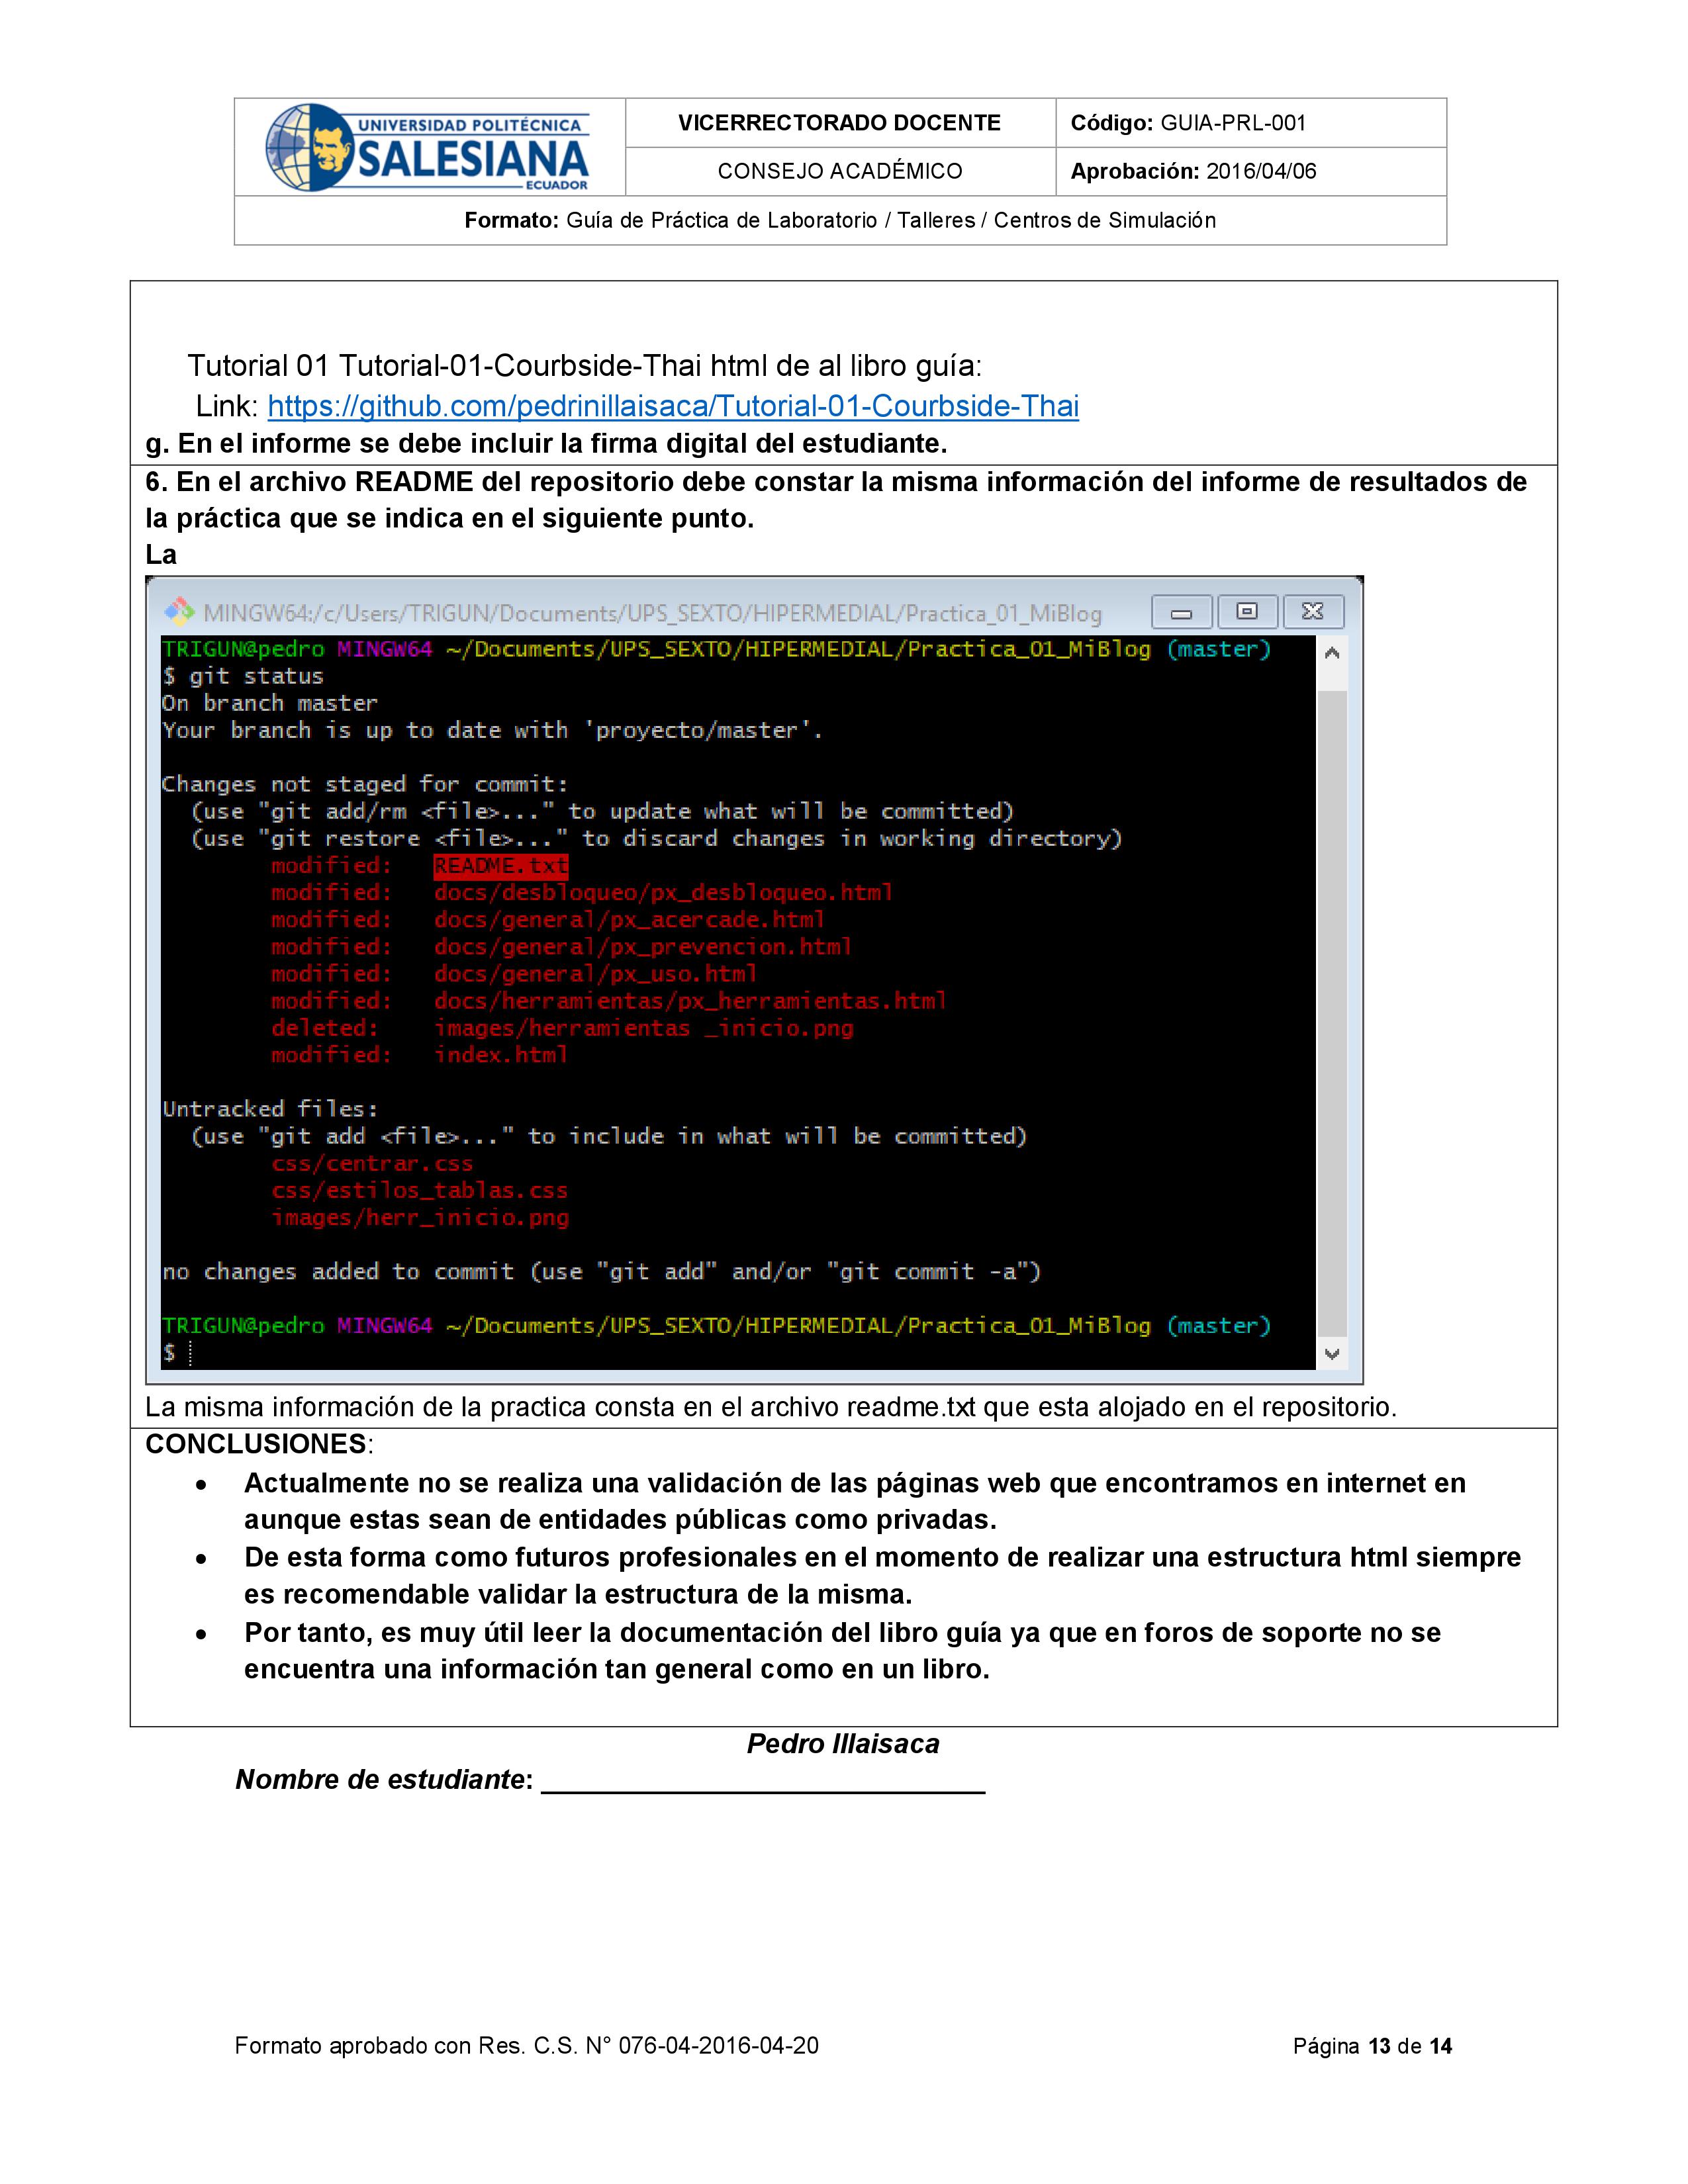 UNIVERSIDAD POLITÉCNICA
SALESIANA
ECUADOR
VICERRECTORADO DOCENTE
Código: GUIA-PRL-001
CONSEJO ACADÉMICO
Aprobación: 2016/04/06
Formato: Guía de Práctica de Laboratorio / Talleres / Centros de Simulación
Tutorial 01 Tutorial-01-Courbside-Thai html de al libro guía:
Link: https://github.com/pedrinillaisaca/Tutorial-01-Courbside-Thai
g. En el informe se debe incluir la firma digital del estudiante.
6. En el archivo README del repositorio debe constar la misma información del informe de resultados de
la práctica que se indica en el siguiente punto.
La
MINGW64:/c/Users/TRIGUN/Documents/UPS_SEXTO/HIPERMEDIAL/Practica_01_MiBlog
TRIGUN@pedro MINGW64 ~/Documents/UPS_SEXTO/HIPERMEDIAL/Practica_01_MiBlog (master)
$ git status
On branch master
Your branch is up to date with 'proyecto/master'.
Changes not staged for commit:
(use "git add/rm <file>..." to update what will be committed)
(use "git restore <file>..." to discard changes in working directory)
modified: README.txt
modified: docs/desbloqueo/px_desbloqueo.html
modified: docs/general/px_acercade.html
modified: docs/general/px_prevencion.html
modified: docs/general/px_uso.html
modified: docs/herramientas/px_herramientas.html
deleted: images/herramientas _inicio.png
modified: index.html
Untracked files:
(use "git add <file>..." to include in what will be committed)
css/centrar.css
css/estilos_tablas.css
images/herr_inicio.png
no changes added to commit (use "git add" and/or "git commit -a")
TRIGUN@pedro MINGW64 ~/Documents/UPS_SEXTO/HIPERMEDIAL/Practica_01_MiBlog (master)
$
La misma información de la practica consta en el archivo readme.txt que esta alojado en el repositorio.
CONCLUSIONES:
• Actualmente no se realiza una validación de las páginas web que encontramos en internet en
aunque estas sean de entidades públicas como privadas.
• De esta forma como futuros profesionales en el momento de realizar una estructura html siempre
es recomendable validar la estructura de la misma.
• Por tanto, es muy útil leer la documentación del libro guía ya que en foros de soporte no se
encuentra una información tan general como en un libro.
Pedro Illaisaca
Nombre de estudiante: _____________________________
Formato aprobado con Res. C.S. N° 076-04-2016-04-20
Página 13 de 14